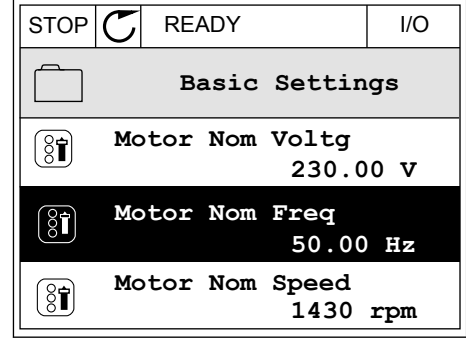 STOP READY I/O
Basic Settings
Motor Nom Voltg
230.00 V
Motor Nom Freq
50.00 Hz
Motor Nom Speed
1430 rpm